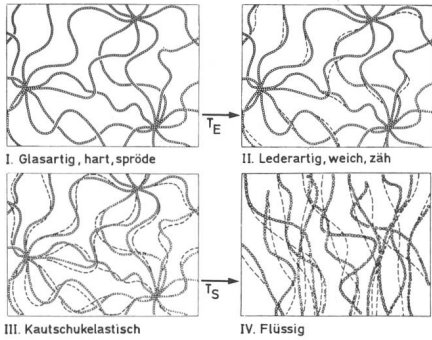 T_E
I. Glasartig, hart, spröde
II. Lederartig, weich, zäh
T_S
III. Kautschukelastisch
IV. Flüssig